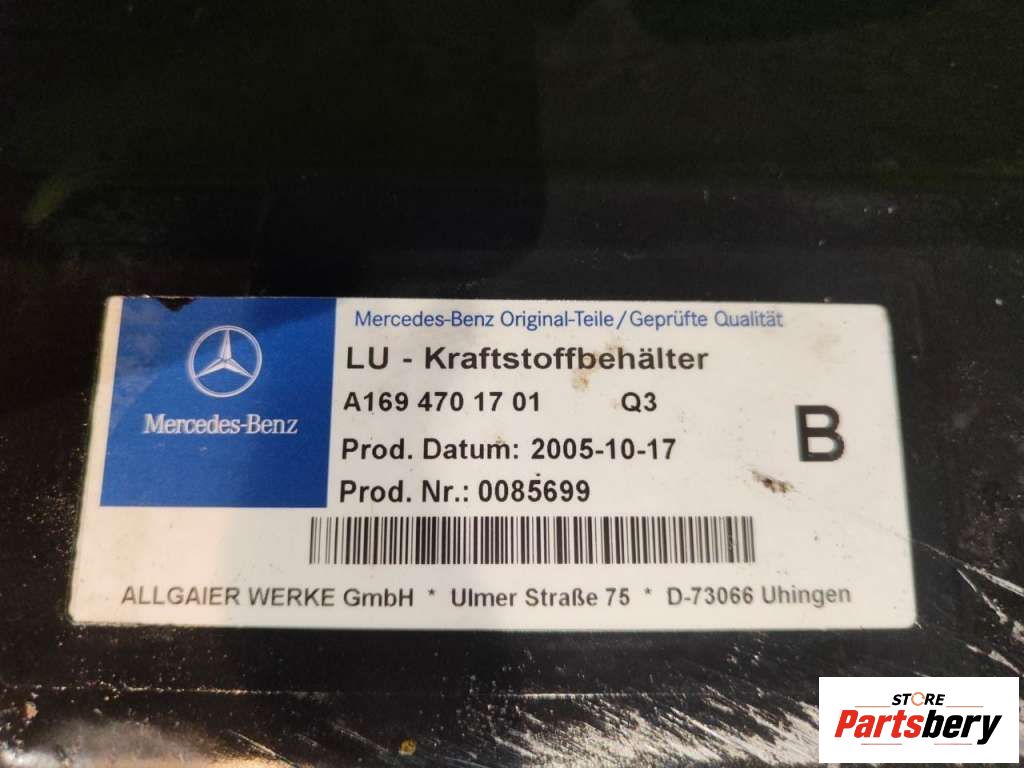 Mercedes-Benz Original-Teile/Geprüfte Qualität
LU - Kraftstoffbehälter
A169 470 17 01 Q3
B
Mercedes-Benz
Prod. Datum: 2005-10-17
Prod. Nr.: 0085699
ALLGAIER WERKE GmbH * Ulmer Straße 75 * D-73066 Uhingen
STORE
Partsbery